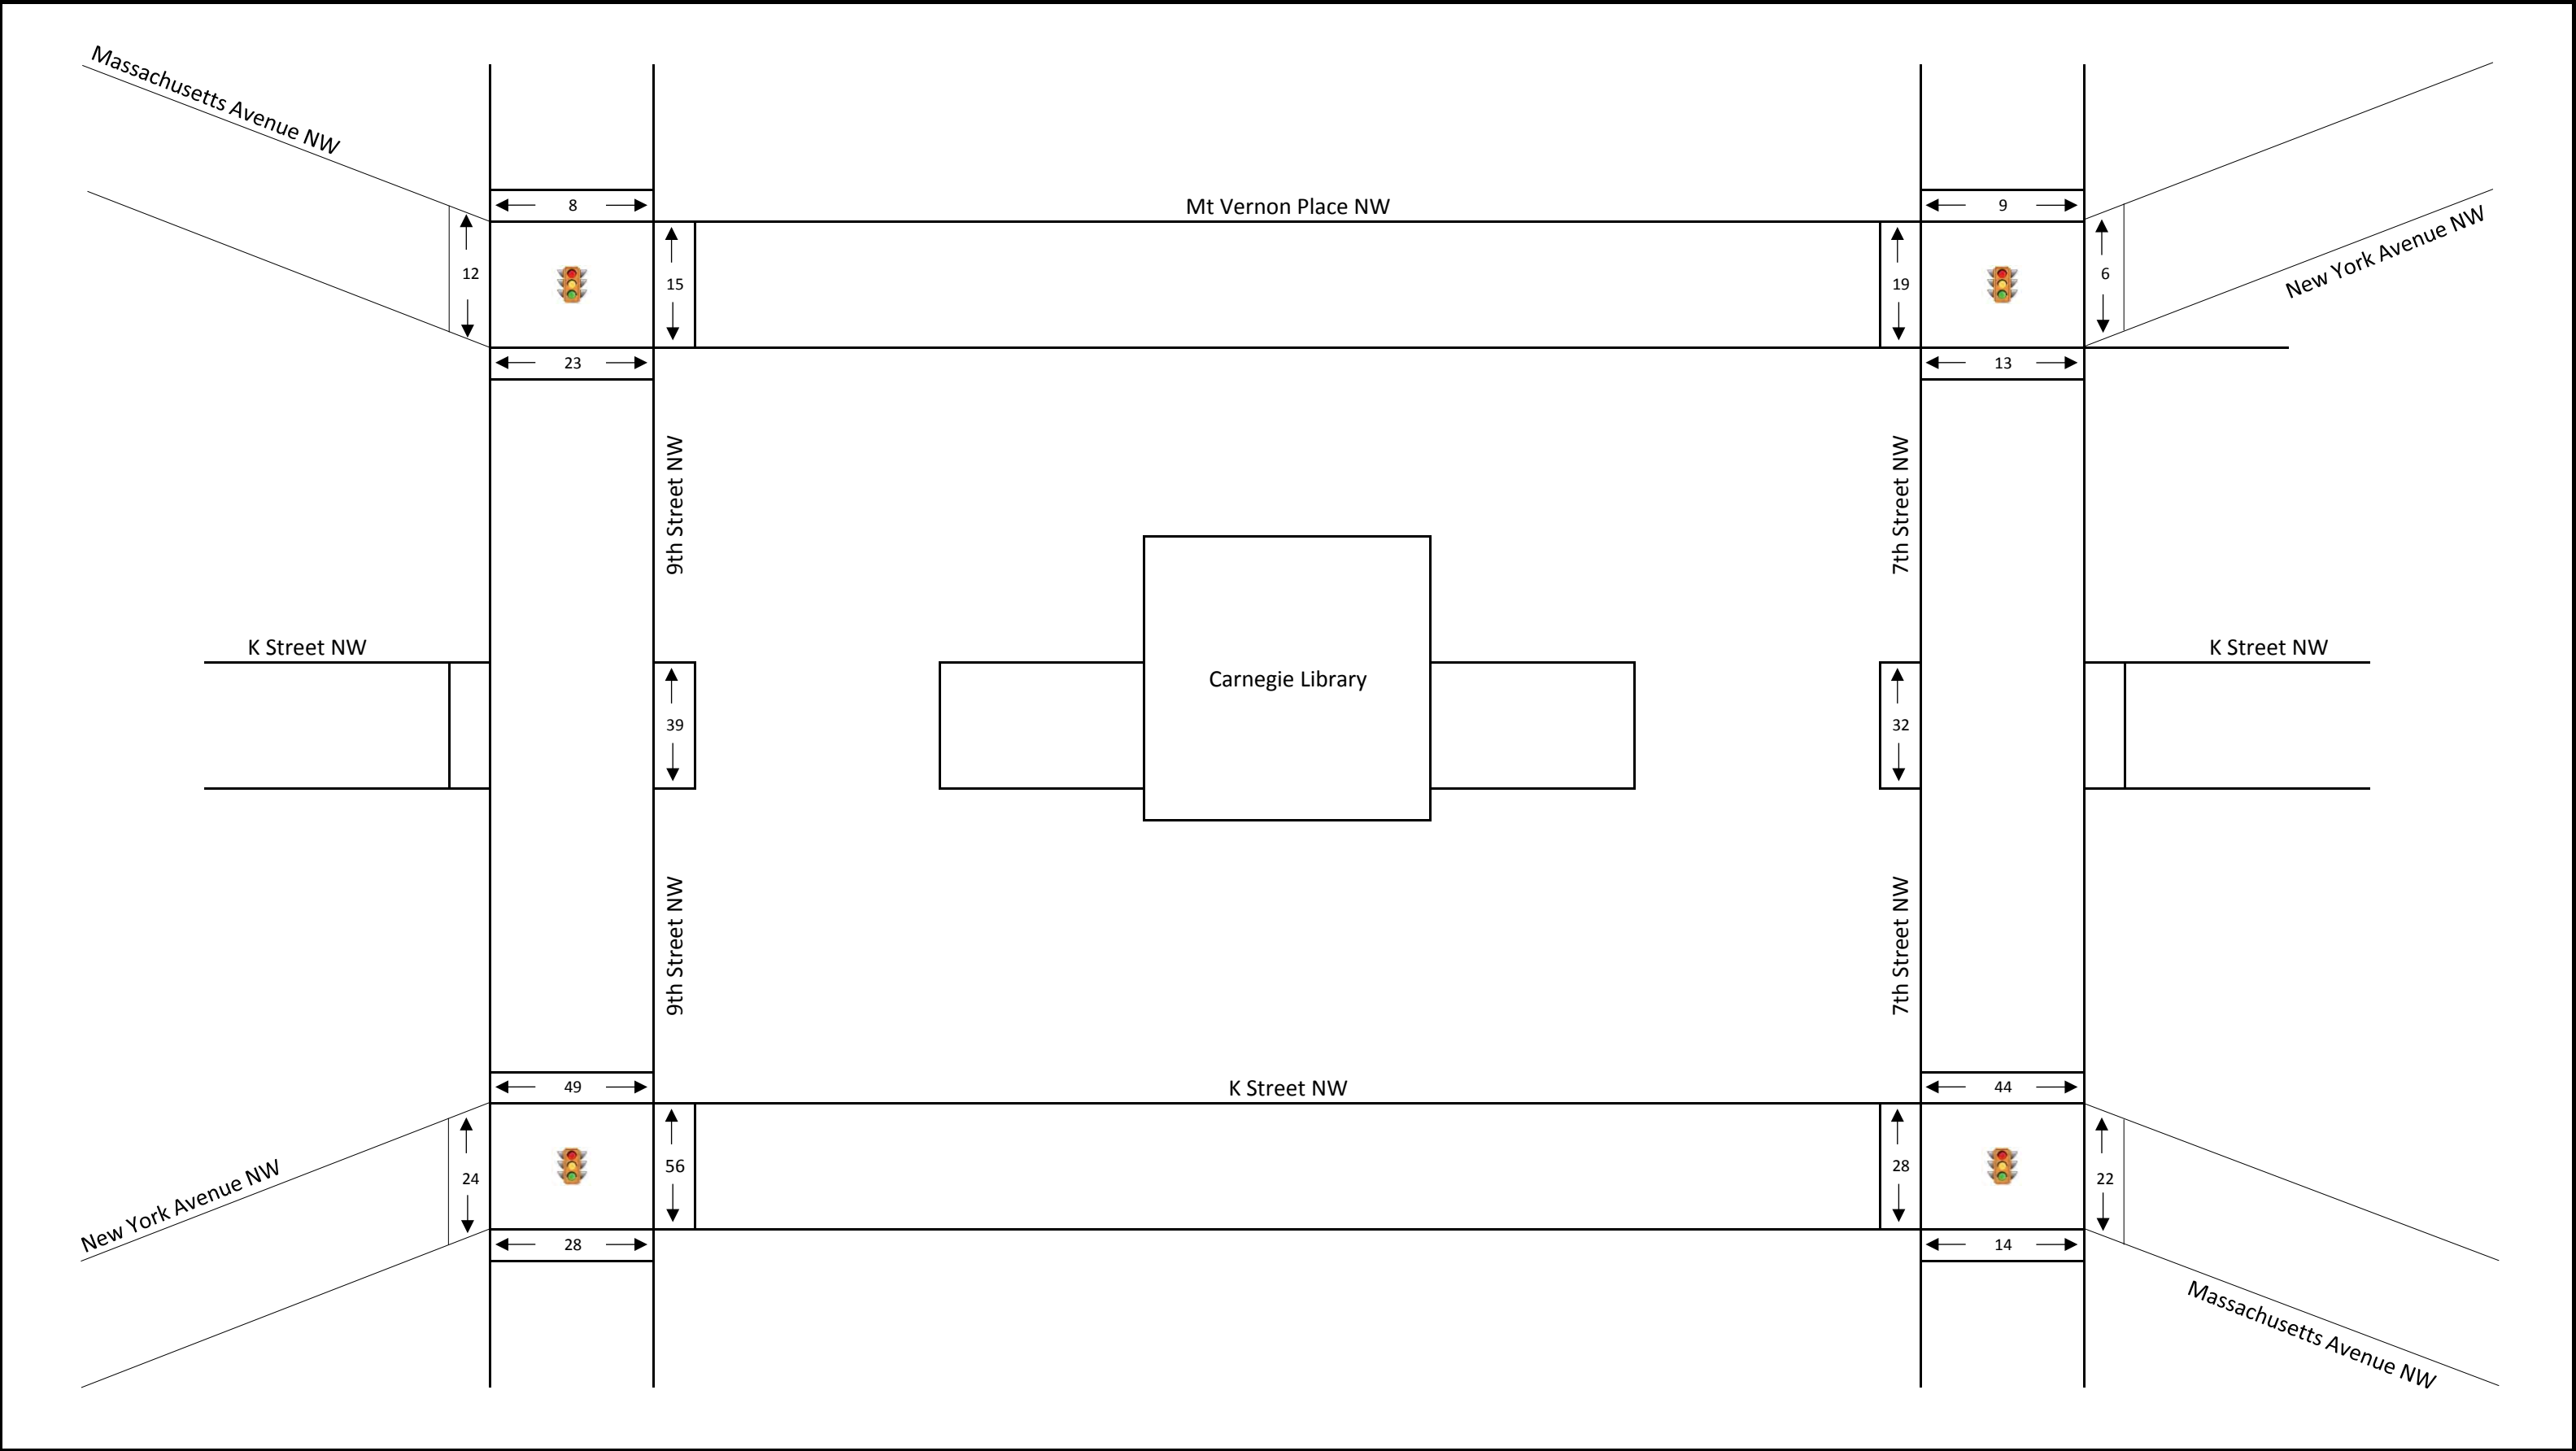 Massachusetts Avenue NW
8
Mt Vernon Place NW
9
12
15
19
6
New York Avenue NW
23
13
9th Street NW
7th Street NW
K Street NW
K Street NW
Carnegie Library
39
32
9th Street NW
7th Street NW
49
K Street NW
44
24
56
28
22
New York Avenue NW
28
14
Massachusetts Avenue NW